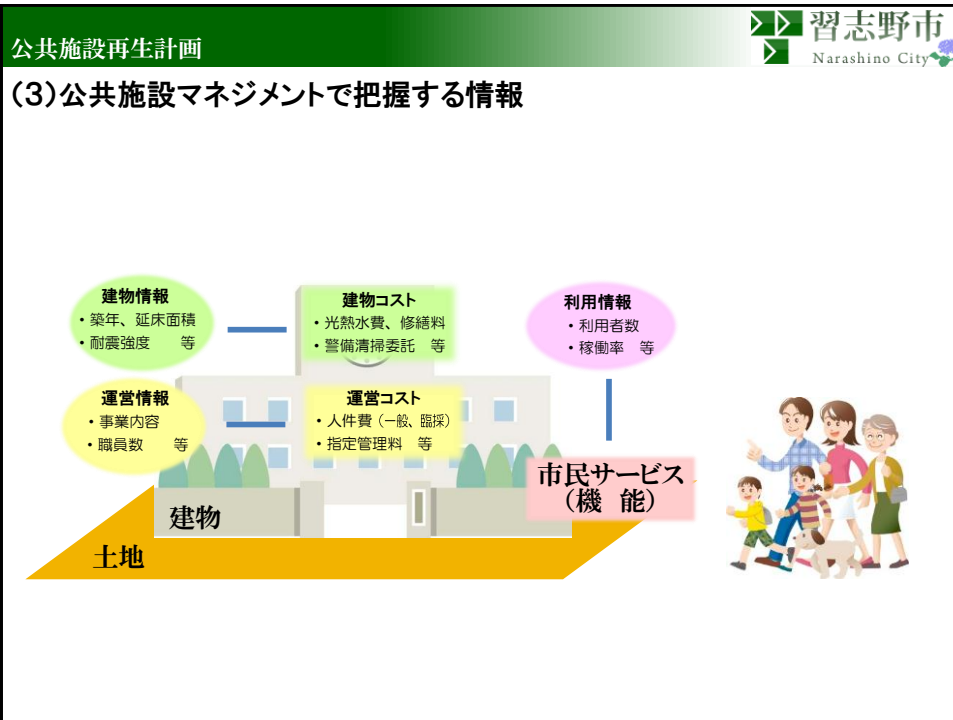 公共施設再生計画
習志野市
Narashino City
(3)公共施設マネジメントで把握する情報
建物情報
・築年、延床面積
・耐震強度 等
建物コスト
・光熱水費、修繕料
・警備清掃委託 等
利用情報
・利用者数
・稼働率 等
運営情報
・事業内容
・職員数 等
運営コスト
・人件費(一般、臨採)
・指定管理料 等
市民サービス
(機 能)
建物
土地